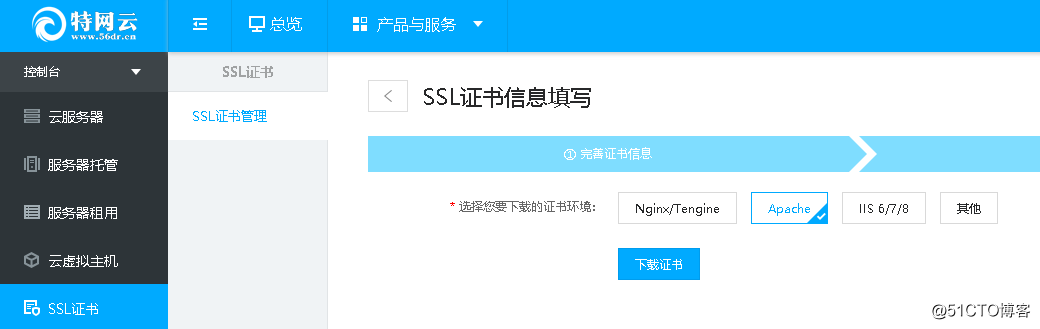 特网云
www.56dr.cn
总览
产品与服务
控制台
云服务器
服务器托管
服务器租用
云虚拟主机
SSL证书
SSL证书
SSL证书管理
SSL证书信息填写
① 完善证书信息
* 选择您要下载的证书环境:
Nginx/Tengine
Apache
IIS 6/7/8
其他
下载证书
@51CTO博客